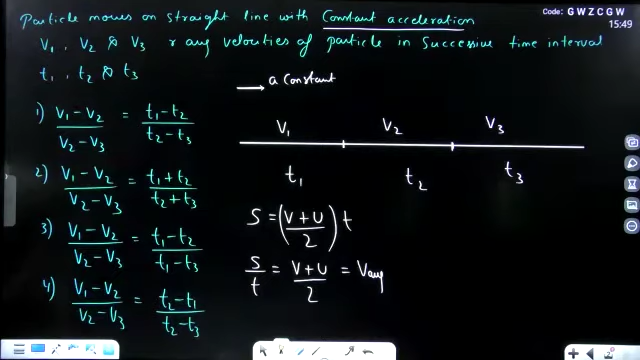 Code: G W Z C G W
15:49
Particle moves on straight line with Constant acceleration
V1, V2 & V3 r avg velocities of particle in Successive time interval
t1, t2 & t3
→ a Constant
1) (V1 - V2)/(V2 - V3) = (t1 - t2)/(t2 - t3)
2) (V1 - V2)/(V2 - V3) = (t1 + t2)/(t2 + t3)
3) (V1 - V2)/(V2 - V3) = (t1 - t2)/(t1 - t3)
4) (V1 - V2)/(V2 - V3) = (t2 - t1)/(t2 - t3)
V1 V2 V3
t1 t2 t3
S = ((V + U)/2) t
S/t = (V + U)/2 = Vavg